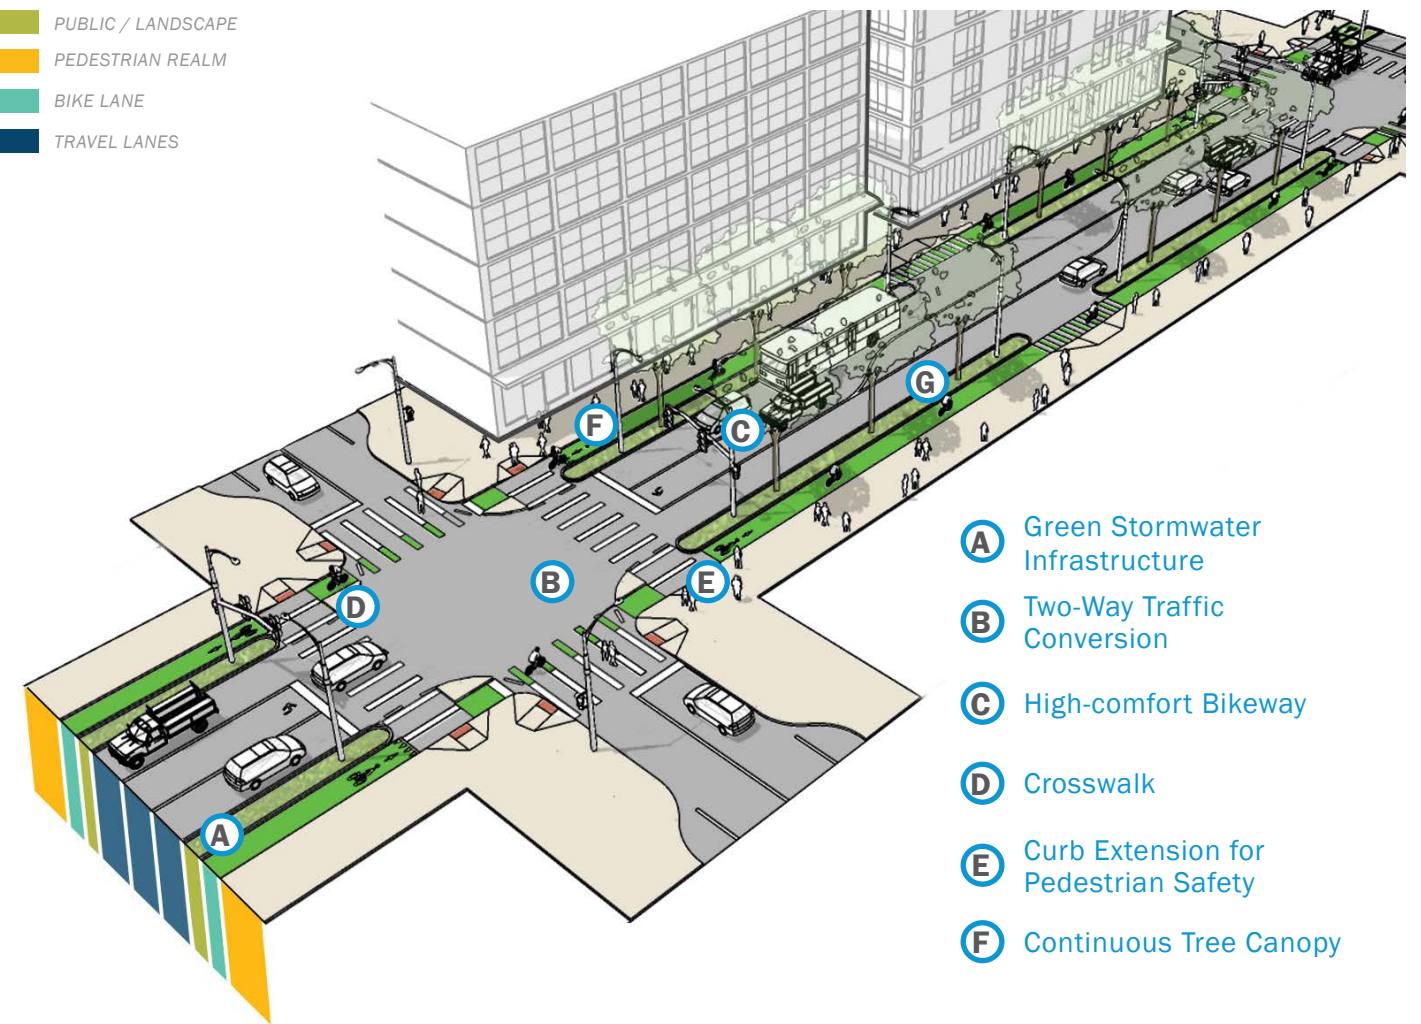 PUBLIC / LANDSCAPE
PEDESTRIAN REALM
BIKE LANE
TRAVEL LANES
F
C
G
B
E
D
A
A Green Stormwater
Infrastructure
B Two-Way Traffic
Conversion
C High-comfort Bikeway
D Crosswalk
E Curb Extension for
Pedestrian Safety
F Continuous Tree Canopy